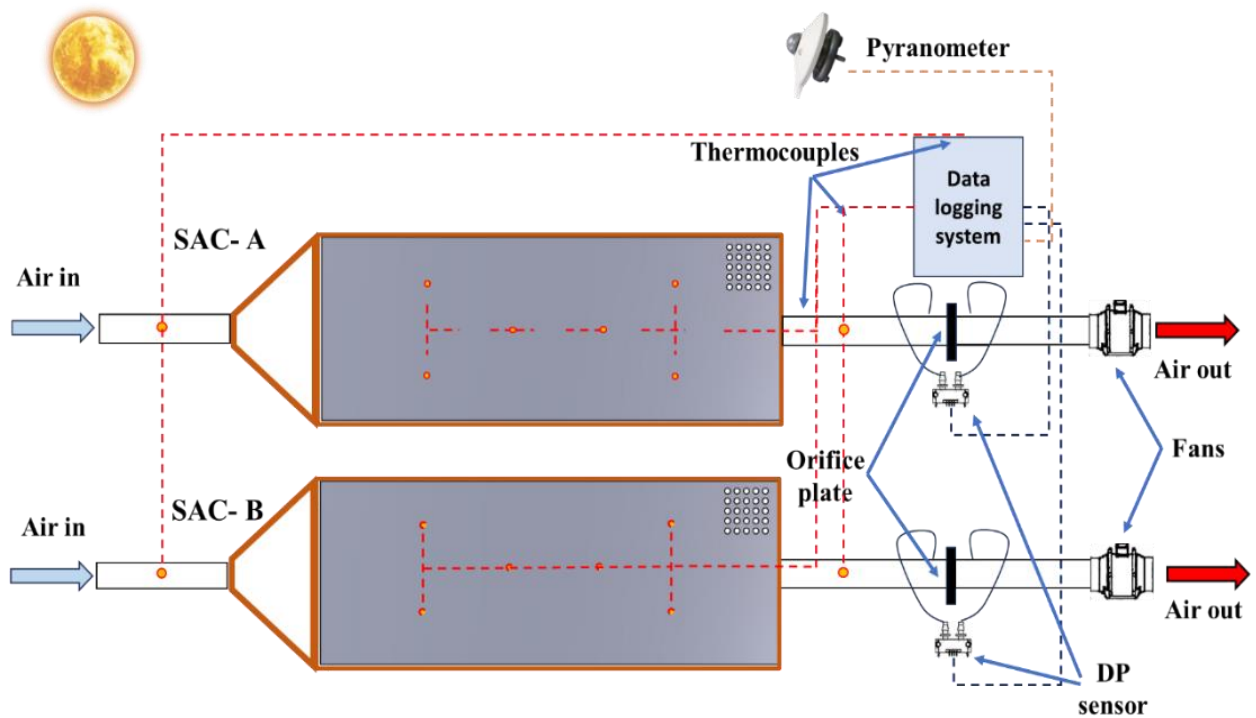 Pyranometer
Thermocouples
Data
logging
system
SAC- A
Air in
Air out
Orifice
plate
Fans
SAC- B
Air in
Air out
DP
sensor